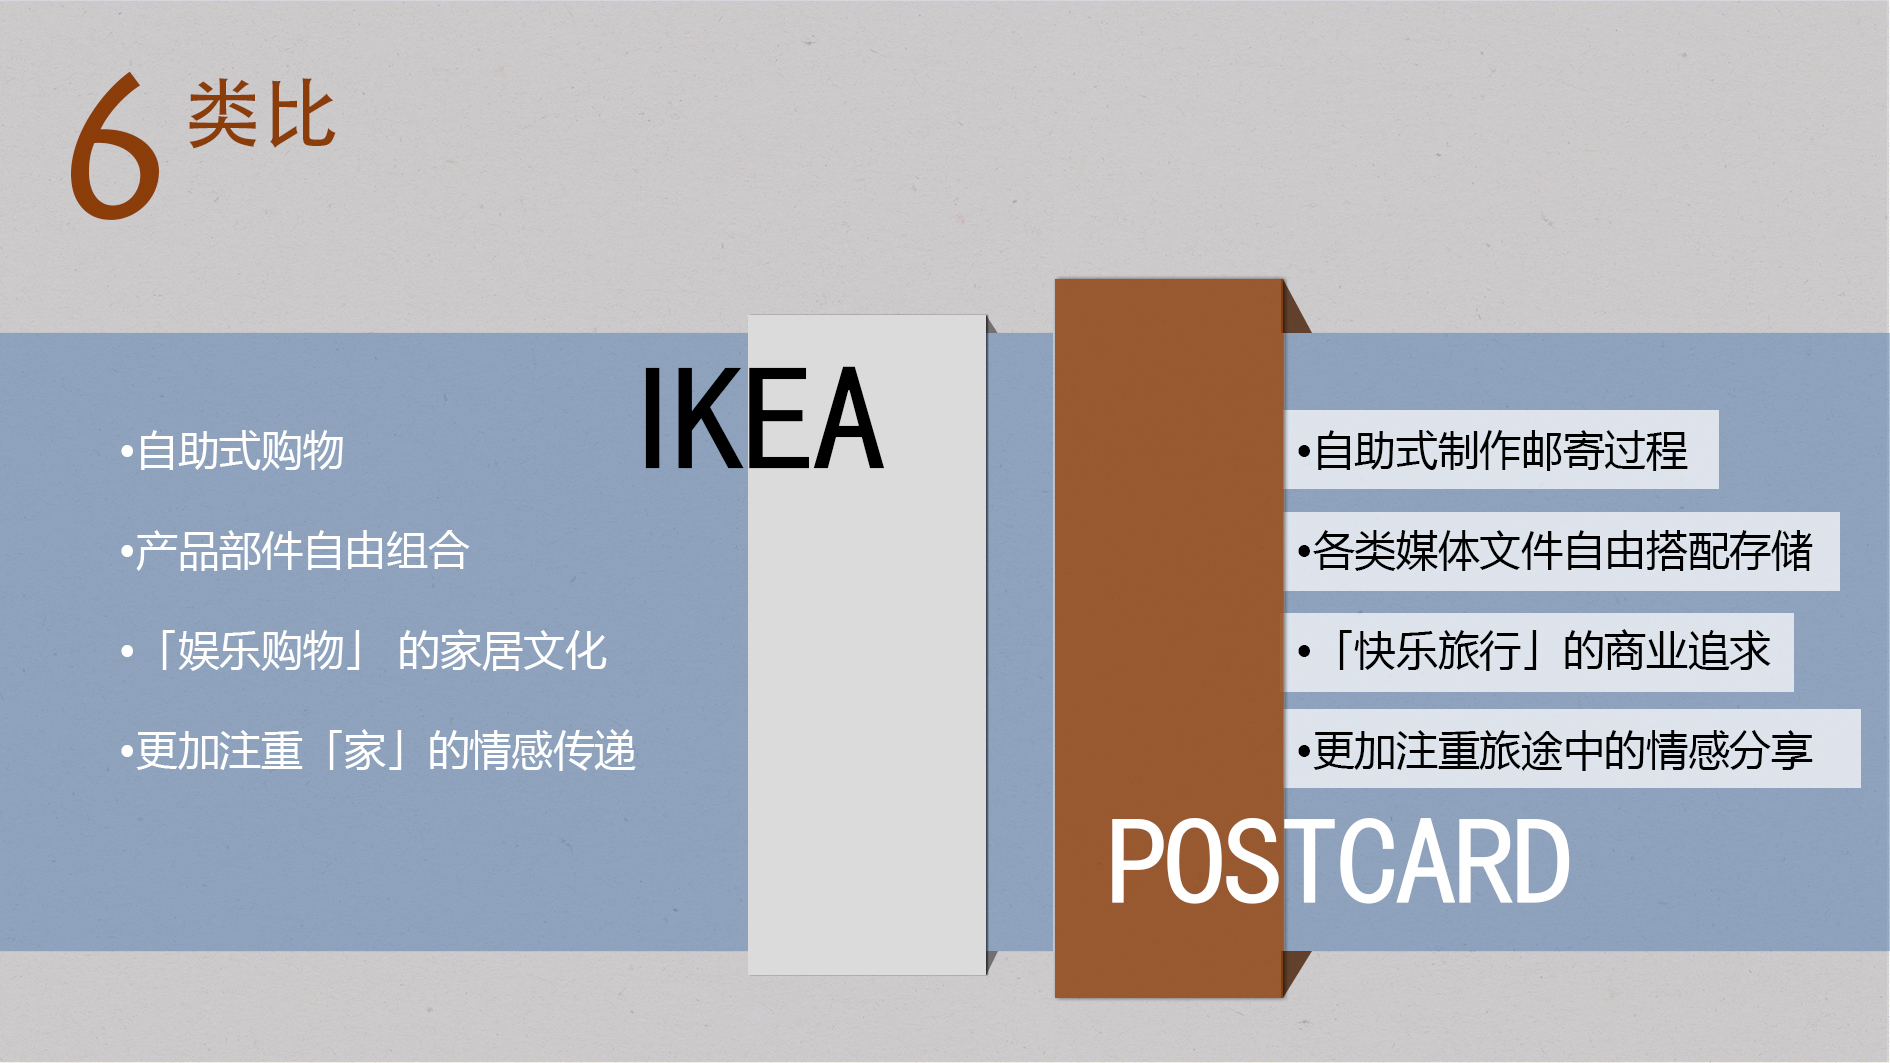 6 类比
IKEA
•自助式购物
•产品部件自由组合
•「娱乐购物」 的家居文化
•更加注重「家」的情感传递
•自助式制作邮寄过程
•各类媒体文件自由搭配存储
•「快乐旅行」的商业追求
•更加注重旅途中的情感分享
POSTCARD